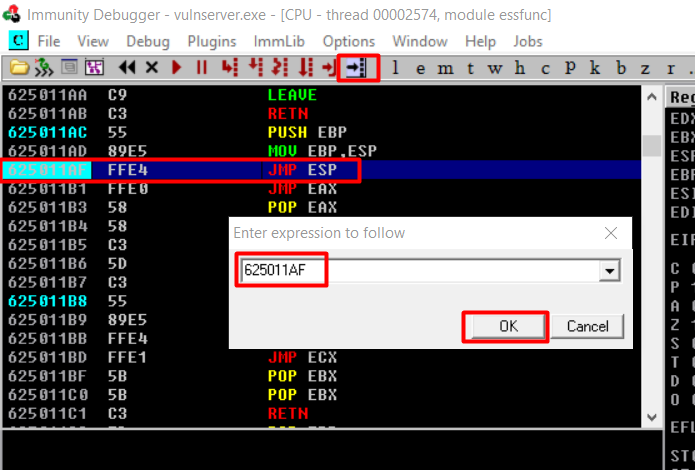 Immunity Debugger - vulnserver.exe - [CPU - thread 00002574, module essfunc]
C File View Debug Plugins ImmLib Options Window Help Jobs
l e m t w h c P k b z r .
625011AA C9 LEAVE
625011AB C3 RETN
625011AC 55 PUSH EBP
625011AD 89E5 MOV EBP,ESP
625011AF FFE4 JMP ESP
625011B1 FFE0 JMP EAX
625011B3 58 POP EAX
625011B4 58
625011B5 C3
625011B6 5D
625011B7 C3
625011B8 55
625011B9 89E5
625011BB FFE4
625011BD FFE1 JMP ECX
625011BF 5B POP EBX
625011C0 5B POP EBX
625011C1 C3 RETN
Enter expression to follow
625011AF
OK Cancel
Reg
EDX
EBX
ESP
EBP
ESI
EDI
EIP
C
P
A
Z
S
T
D
O
EFL